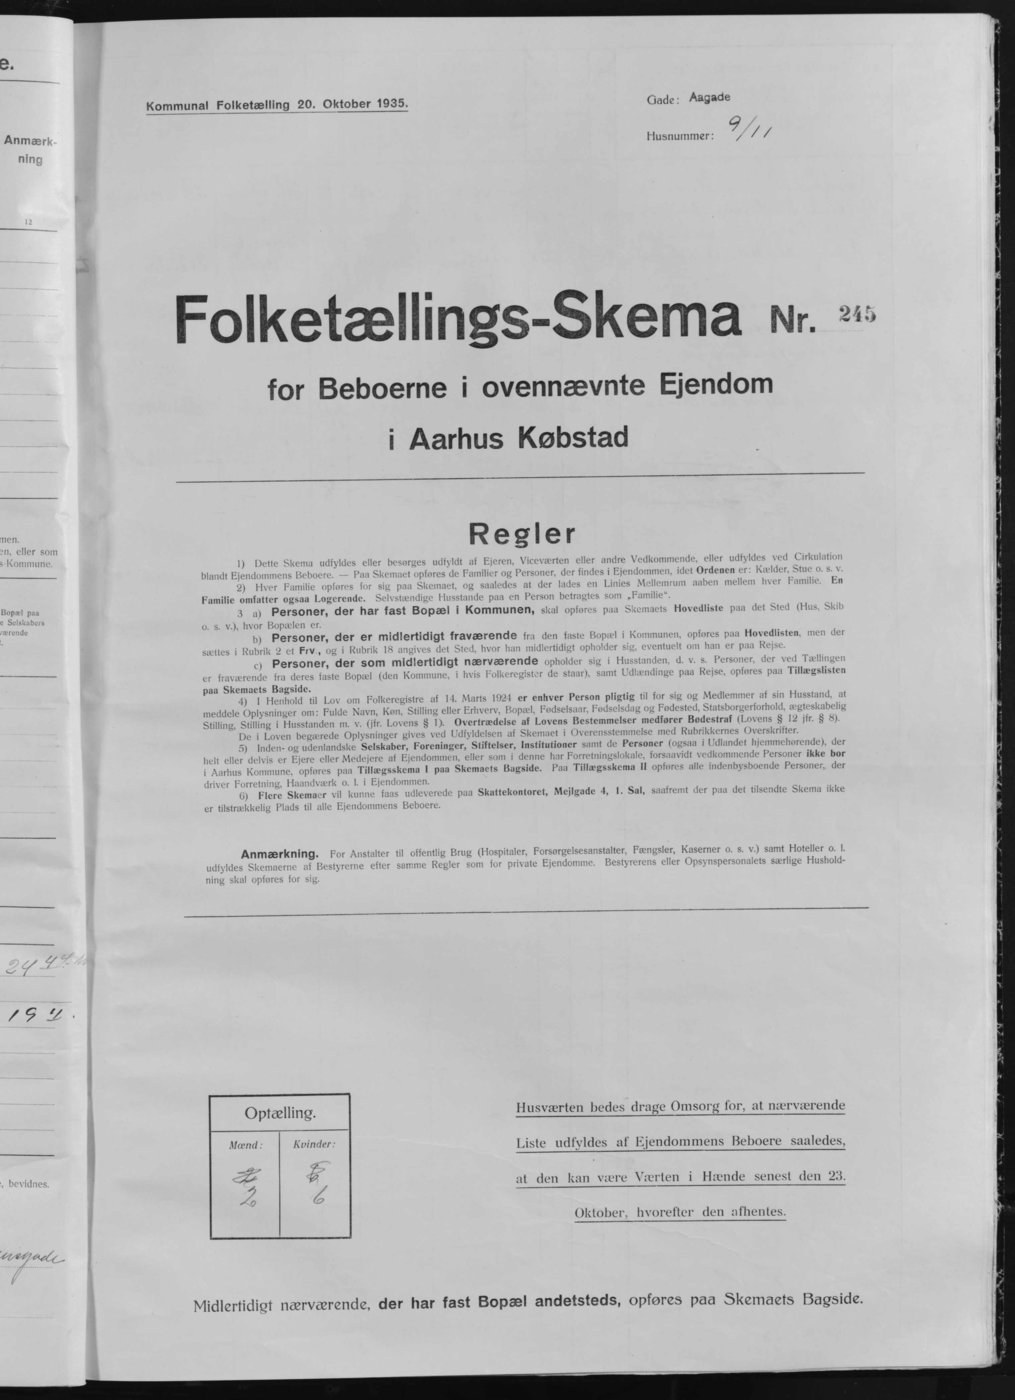 e.
Anmærk-
ning
12
men.
en, eller som
s-Kommune.
Bopæl paa
e Selskabers
værende
24
197.
, bevidnes.
Kommunal Folketælling 20. Oktober 1935.
Gade: Aagade
Husnummer: 9/11
Folketællings-Skema Nr. 245
for Beboerne i ovennævnte Ejendom
i Aarhus Købstad
Regler
1) Dette Skema udfyldes eller besørges udfyldt af Ejeren, Viceværten eller andre Vedkommende, eller udfyldes ved Cirkulation
blandt Ejendommens Beboere. — Paa Skemaet opføres de Familier og Personer, der findes i Ejendommen, idet Ordenen er: Kælder, Stue o. s. v.
2) Hver Familie opføres for sig paa Skemaet, og saaledes at der lades en Linies Mellemrum aaben mellem hver Familie. En
Familie omfatter ogsaa Logerende. Selvstændige Husstande paa en Person betragtes som „Familie“.
3 a) Personer, der har fast Bopæl i Kommunen, skal opføres paa Skemaets Hovedliste paa det Sted (Hus, Skib
o. s. v.), hvor Bopælen er.
b) Personer, der er midlertidigt fraværende fra den faste Bopæl i Kommunen, opføres paa Hovedlisten, men der
sættes i Rubrik 2 et Frv., og i Rubrik 18 angives det Sted, hvor han midlertidigt opholder sig, eventuelt om han er paa Rejse.
c) Personer, der som midlertidigt nærværende opholder sig i Husstanden, d. v. s. Personer, der ved Tællingen
er fraværende fra deres faste Bopæl (den Kommune, i hvis Folkeregister de staar), samt Udlændinge paa Rejse, opføres paa Tillægslisten
paa Skemaets Bagside.
4) I Henhold til Lov om Folkeregistre af 14. Marts 1924 er enhver Person pligtig til for sig og Medlemmer af sin Husstand, at
meddele Oplysninger om: Fulde Navn, Køn, Stilling eller Erhverv, Bopæl, Fødselsaar, Fødselsdag og Fødested, Statsborgerforhold, ægteskabelig
Stilling, Stilling i Husstanden m. v. (jfr. Lovens § 1). Overtrædelse af Lovens Bestemmelser medfører Bødestraf (Lovens § 12 jfr. § 8).
De i Loven begærede Oplysninger gives ved Udfyldelsen af Skemaet i Overensstemmelse med Rubrikkernes Overskrifter.
5) Inden- og udenlandske Selskaber, Foreninger, Stiftelser, Institutioner samt de Personer (ogsaa i Udlandet hjemmehørende), der
helt eller delvis er Ejere eller Medejere af Ejendommen, eller som i denne har Forretningslokale, forsaavidt vedkommende Personer ikke bor
i Aarhus Kommune, opføres paa Tillægsskema I paa Skemaets Bagside. Paa Tillægsskema II opføres alle indenbysboende Personer, der
driver Forretning, Haandværk o. l. i Ejendommen.
6) Flere Skemaer vil kunne faas udleverede paa Skattekontoret, Mejlgade 4, 1. Sal, saafremt der paa det tilsendte Skema ikke
er tilstrækkelig Plads til alle Ejendommens Beboere.
Anmærkning. For Anstalter til offentlig Brug (Hospitaler, Forsørgelsesanstalter, Fængsler, Kaserner o. s. v.) samt Hoteller o. l.
udfyldes Skemaerne af Bestyrerne efter samme Regler som for private Ejendomme. Bestyrerens eller Opsynspersonalets særlige Hushold-
ning skal opføres for sig.
Optælling.
Mænd: Kvinder:
2 6
Husværten bedes drage Omsorg for, at nærværende
Liste udfyldes af Ejendommens Beboere saaledes,
at den kan være Værten i Hænde senest den 23.
Oktober, hvorefter den afhentes.
Midlertidigt nærværende, der har fast Bopæl andetsteds, opføres paa Skemaets Bagside.